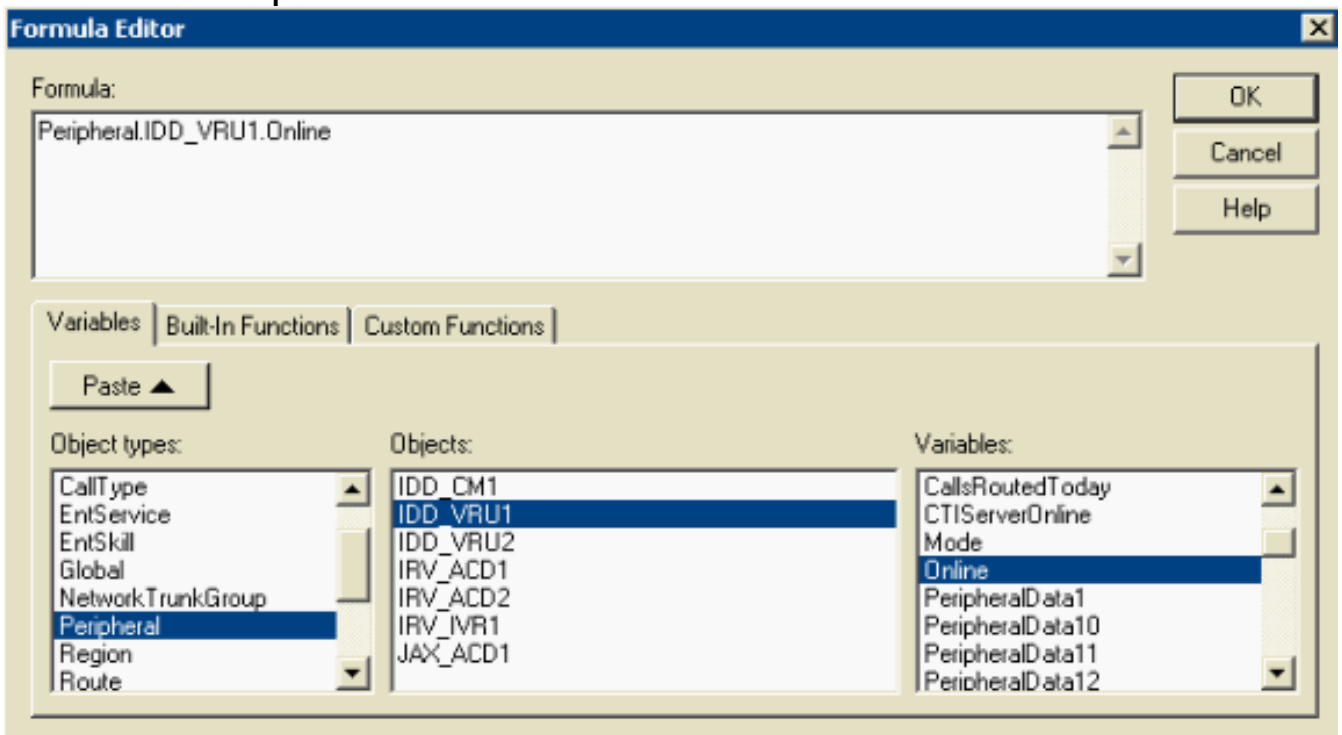 Formula Editor
Formula:
OK
Peripheral.IDD_VRU1.Online
Cancel
Help
Variables Built-In Functions Custom Functions
Paste
Object types: Objects: Variables:
CallType IDD_CM1 CallsRoutedToday
EntService IDD_VRU1 CTIServerOnline
EntSkill IDD_VRU2 Mode
Global IRV_ACD1 Online
NetworkTrunkGroup IRV_ACD2 PeripheralData1
Peripheral IRV_IVR1 PeripheralData10
Region JAX_ACD1 PeripheralData11
Route PeripheralData12